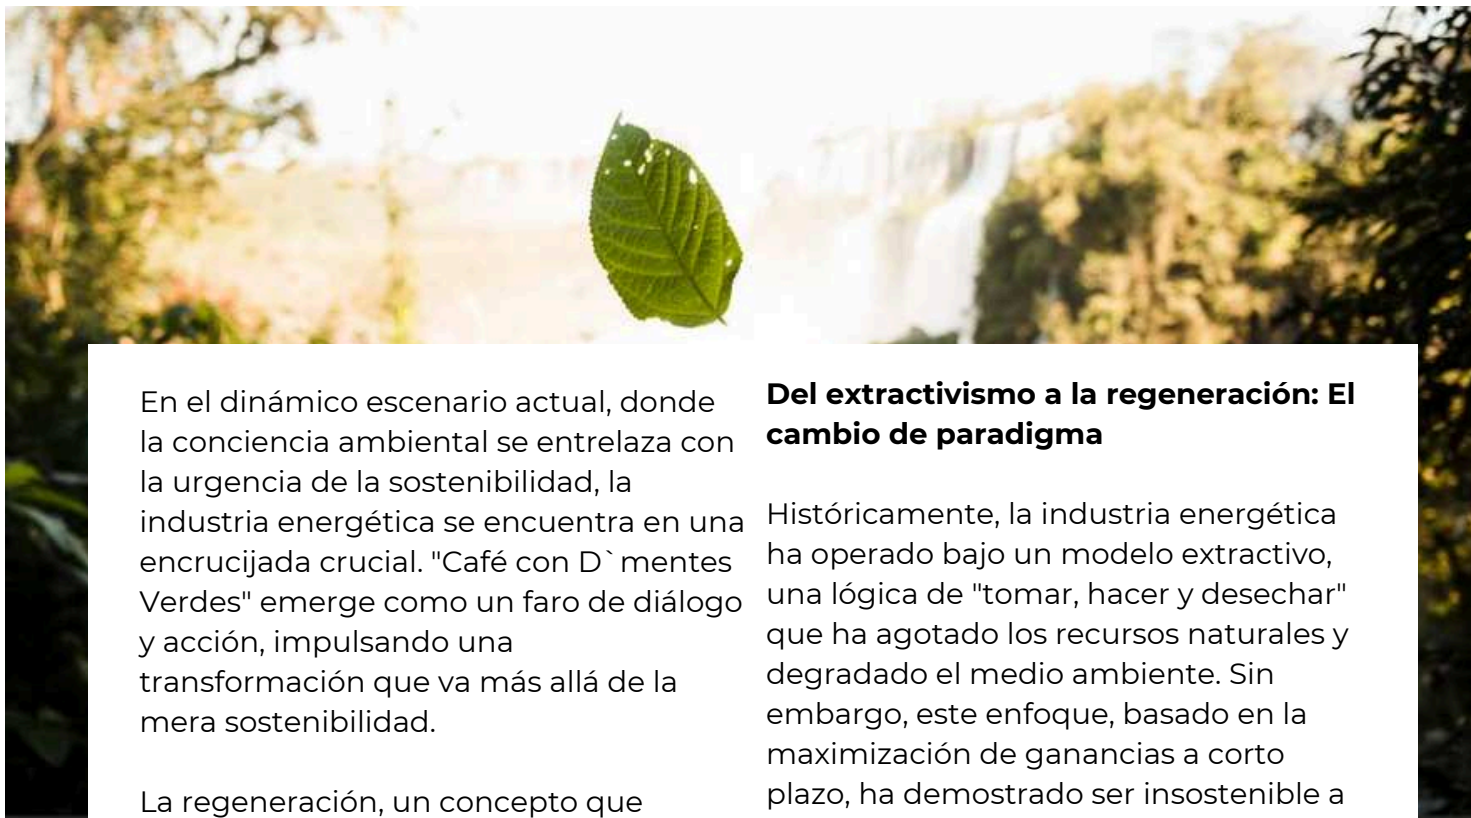 En el dinámico escenario actual, donde
la conciencia ambiental se entrelaza con
la urgencia de la sostenibilidad, la
industria energética se encuentra en una
encrucijada crucial. "Café con D`mentes
Verdes" emerge como un faro de diálogo
y acción, impulsando una
transformación que va más allá de la
mera sostenibilidad.
La regeneración, un concepto que
Del extractivismo a la regeneración: El
cambio de paradigma
Históricamente, la industria energética
ha operado bajo un modelo extractivo,
una lógica de "tomar, hacer y desechar"
que ha agotado los recursos naturales y
degradado el medio ambiente. Sin
embargo, este enfoque, basado en la
maximización de ganancias a corto
plazo, ha demostrado ser insostenible a